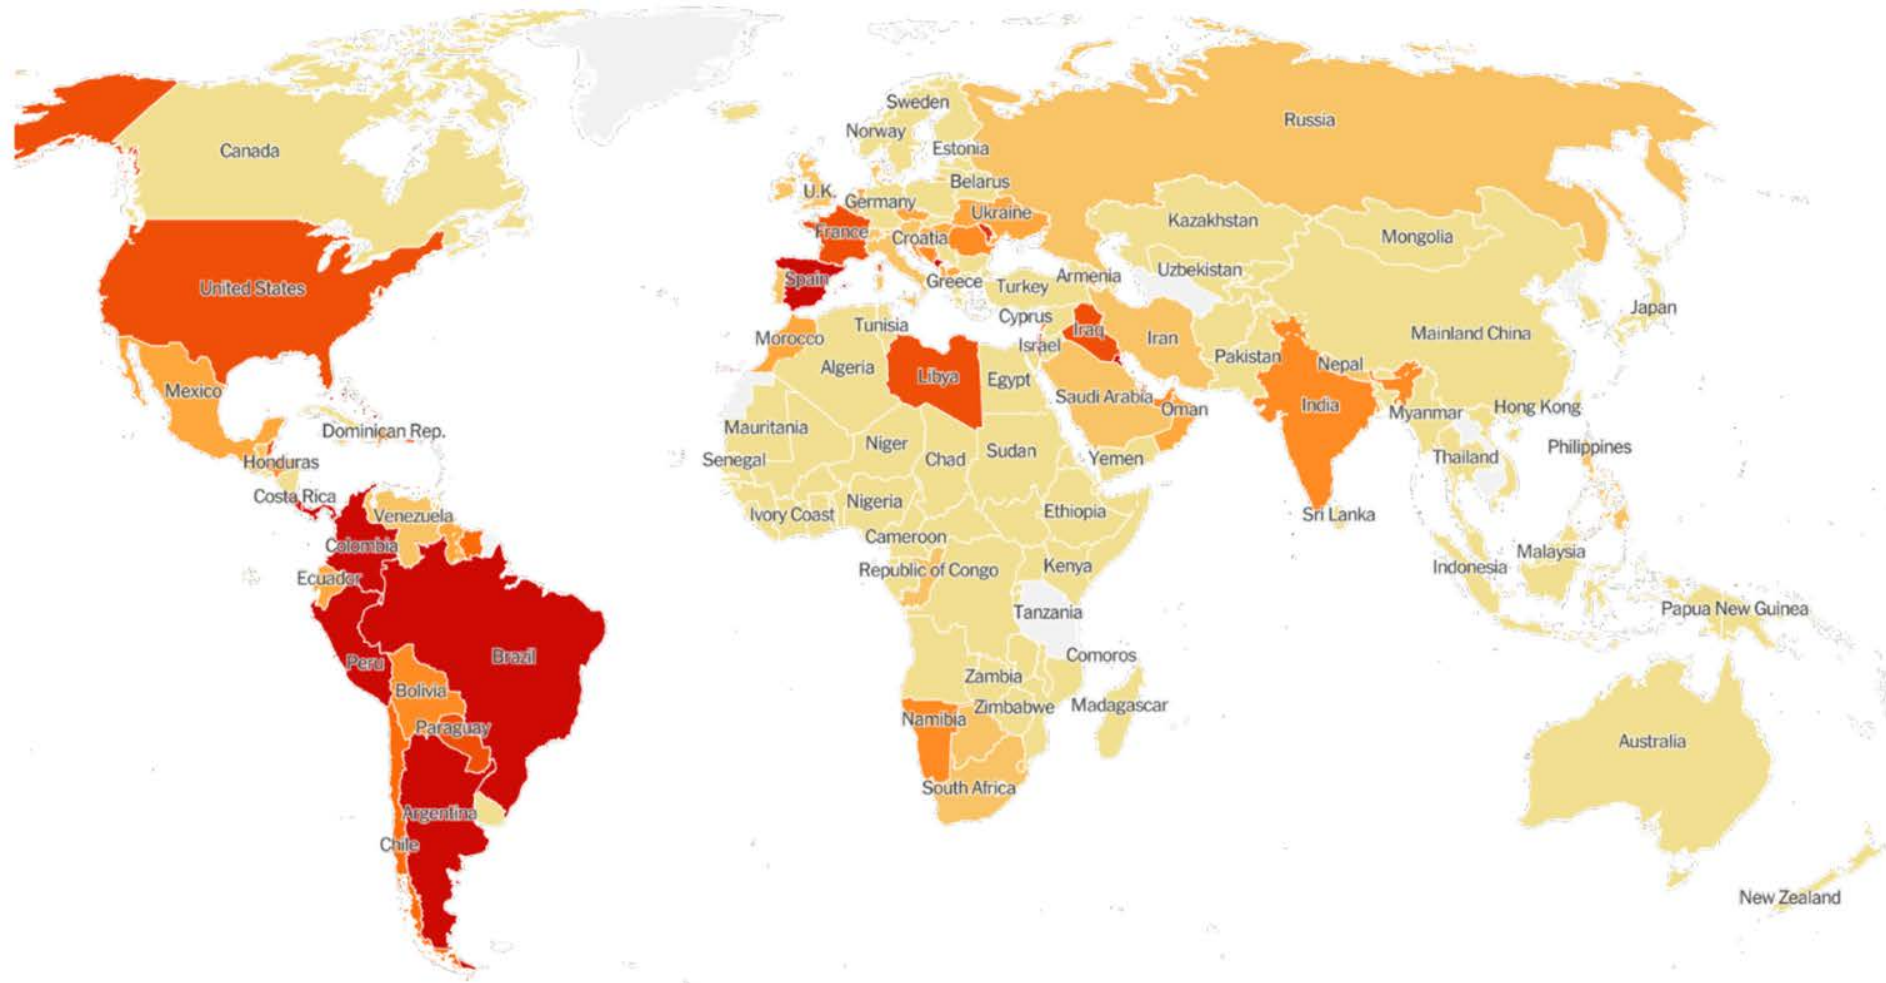 Sweden
Russia
Norway
Canada
Estonia
Belarus
U.K.
Germany
Ukraine
Kazakhstan
France
Croatia
Mongolia
Uzbekistan
Armenia
Spain
Greece
Turkey
United States
Japan
Cyprus
Tunisia
Iraq
Mainland China
Morocco
Iran
Israel
Pakistan
Nepal
Algeria
Libya
Egypt
Mexico
Saudi Arabia
Oman
India
Hong Kong
Myanmar
Mauritania
Dominican Rep.
Niger
Philippines
Sudan
Thailand
Chad
Yemen
Senegal
Honduras
Costa Rica
Nigeria
Ethiopia
Ivory Coast
Sri Lanka
Venezuela
Cameroon
Colombia
Malaysia
Kenya
Indonesia
Republic of Congo
Ecuador
Papua New Guinea
Tanzania
Comoros
Brazil
Peru
Zambia
Bolivia
Madagascar
Zimbabwe
Namibia
Paraguay
Australia
South Africa
Argentina
Chile
New Zealand